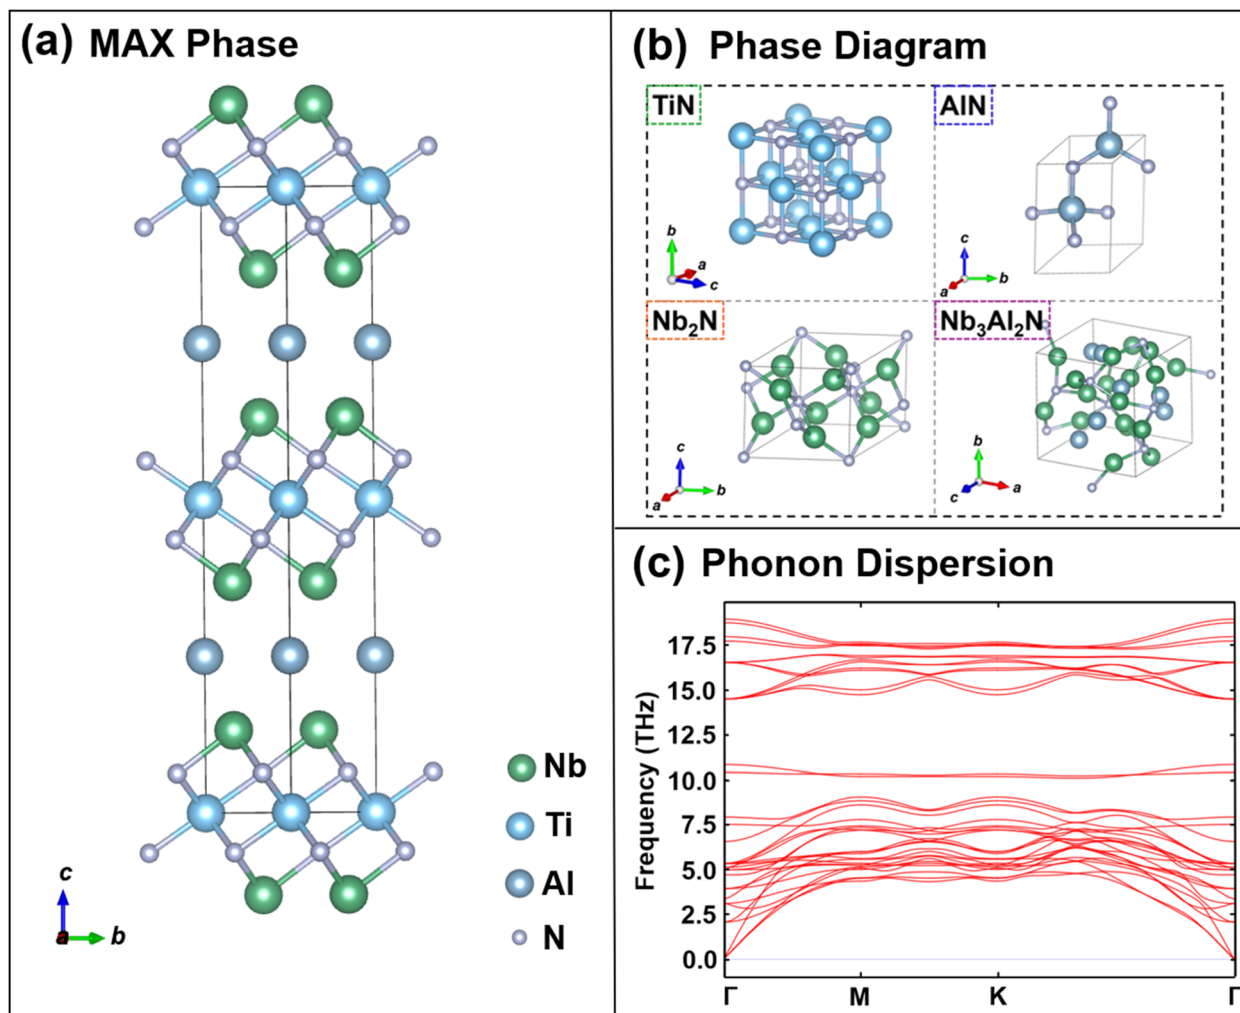 (a) MAX Phase
Nb
Ti
Al
N
c
a
b
(b) Phase Diagram
TiN
b
a
c
AlN
c
a
b
Nb₂N
c
a
b
Nb₃Al₂N
b
c
a
(c) Phonon Dispersion
Frequency (THz)
17.5
15.0
12.5
10.0
7.5
5.0
2.5
0.0
Γ M K Γ